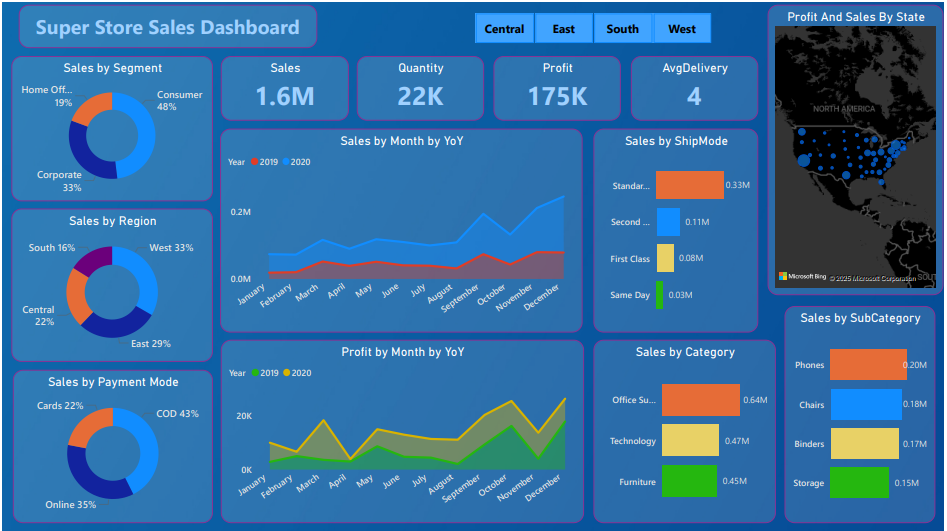 Super Store Sales Dashboard
Central
East
South
West
Profit And Sales By State
NORTH AMERICA
Microsoft Bing
© 2025 Microsoft Corporation
SOUT
Sales by Segment
Home Off...
19%
Consumer
48%
Corporate
33%
Sales
1.6M
Quantity
22K
Profit
175K
AvgDelivery
4
Sales by Month by YoY
Year 2019 2020
0.2M
0.0M
January
February
March
April
May
June
July
August
September
October
November
December
Sales by ShipMode
Standar...
0.33M
Second ...
0.11M
First Class
0.08M
Same Day
0.03M
Sales by Region
South 16%
West 33%
Central
22%
East 29%
Sales by Payment Mode
Cards 22%
COD 43%
Online 35%
Profit by Month by YoY
Year 2019 2020
20K
0K
January
February
March
April
May
June
July
August
September
October
November
December
Sales by Category
Office Su...
0.64M
Technology
0.47M
Furniture
0.45M
Sales by SubCategory
Phones
0.20M
Chairs
0.18M
Binders
0.17M
Storage
0.15M